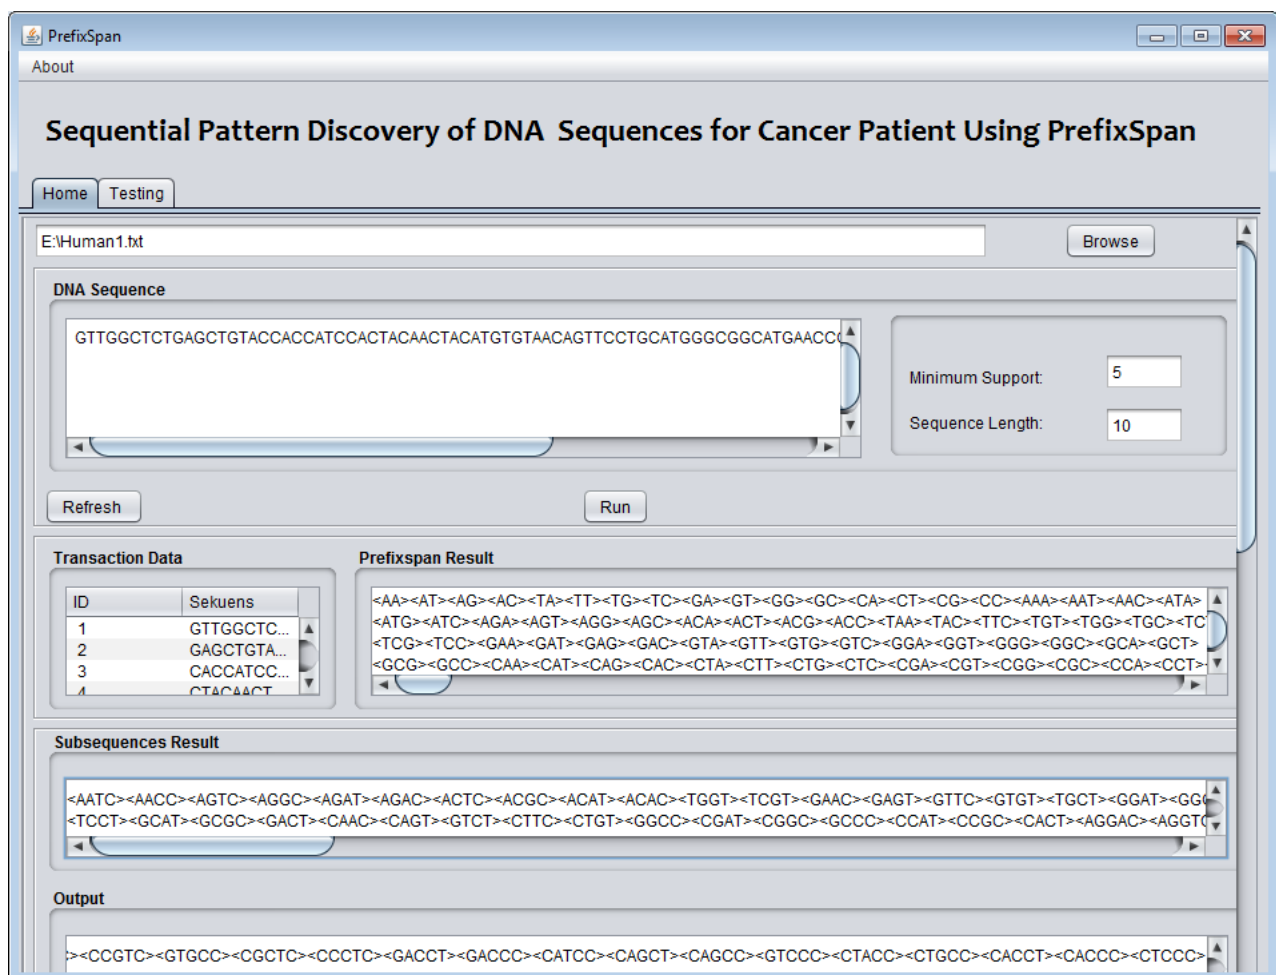 PrefixSpan
About
Sequential Pattern Discovery of DNA Sequences for Cancer Patient Using PrefixSpan
Home Testing
E:\Human1.txt Browse
DNA Sequence
GTTGGCTCTGAGCTGTACCACCATCCACTACAACTACATGTGTAACAGTTCCTGCATGGGCGGCATGAACC
Minimum Support: 5
Sequence Length: 10
Refresh Run
Transaction Data Prefixspan Result
ID Sekuens
1 GTTGGCTC...
2 GAGCTGTA...
3 CACCATCC...
4 CTACAACT
<AA><AT><AG><AC><TA><TT><TG><TC><GA><GT><GG><GC><CA><CT><CG><CC><AAA><AAT><AAC><ATA>
<ATG><ATC><AGA><AGT><AGG><AGC><ACA><ACT><ACG><ACC><TAA><TAC><TTC><TGT><TGG><TGC><TC
<TCG><TCC><GAA><GAT><GAG><GAC><GTA><GTT><GTG><GTC><GGA><GGT><GGG><GGC><GCA><GCT>
<GCG><GCC><CAA><CAT><CAG><CAC><CTA><CTT><CTG><CTC><CGA><CGT><CGG><CGC><CCA><CCT>
Subsequences Result
<AATC><AACC><AGTC><AGGC><AGAT><AGAC><ACTC><ACGC><ACAT><ACAC><TGGT><TCGT><GAAC><GAGT><GTTC><GTGT><TGCT><GGAT><GG
<TCCT><GCAT><GCGC><GACT><CAAC><CAGT><GTCT><CTTC><CTGT><GGCC><CGAT><CGGC><GCCC><CCAT><CCGC><CACT><AGGAC><AGGT
Output
><CCGTC><GTGCC><CGCTC><CCCTC><GACCT><GACCC><CATCC><CAGCT><CAGCC><GTCCC><CTACC><CTGCC><CACCT><CACCC><CTCCC>